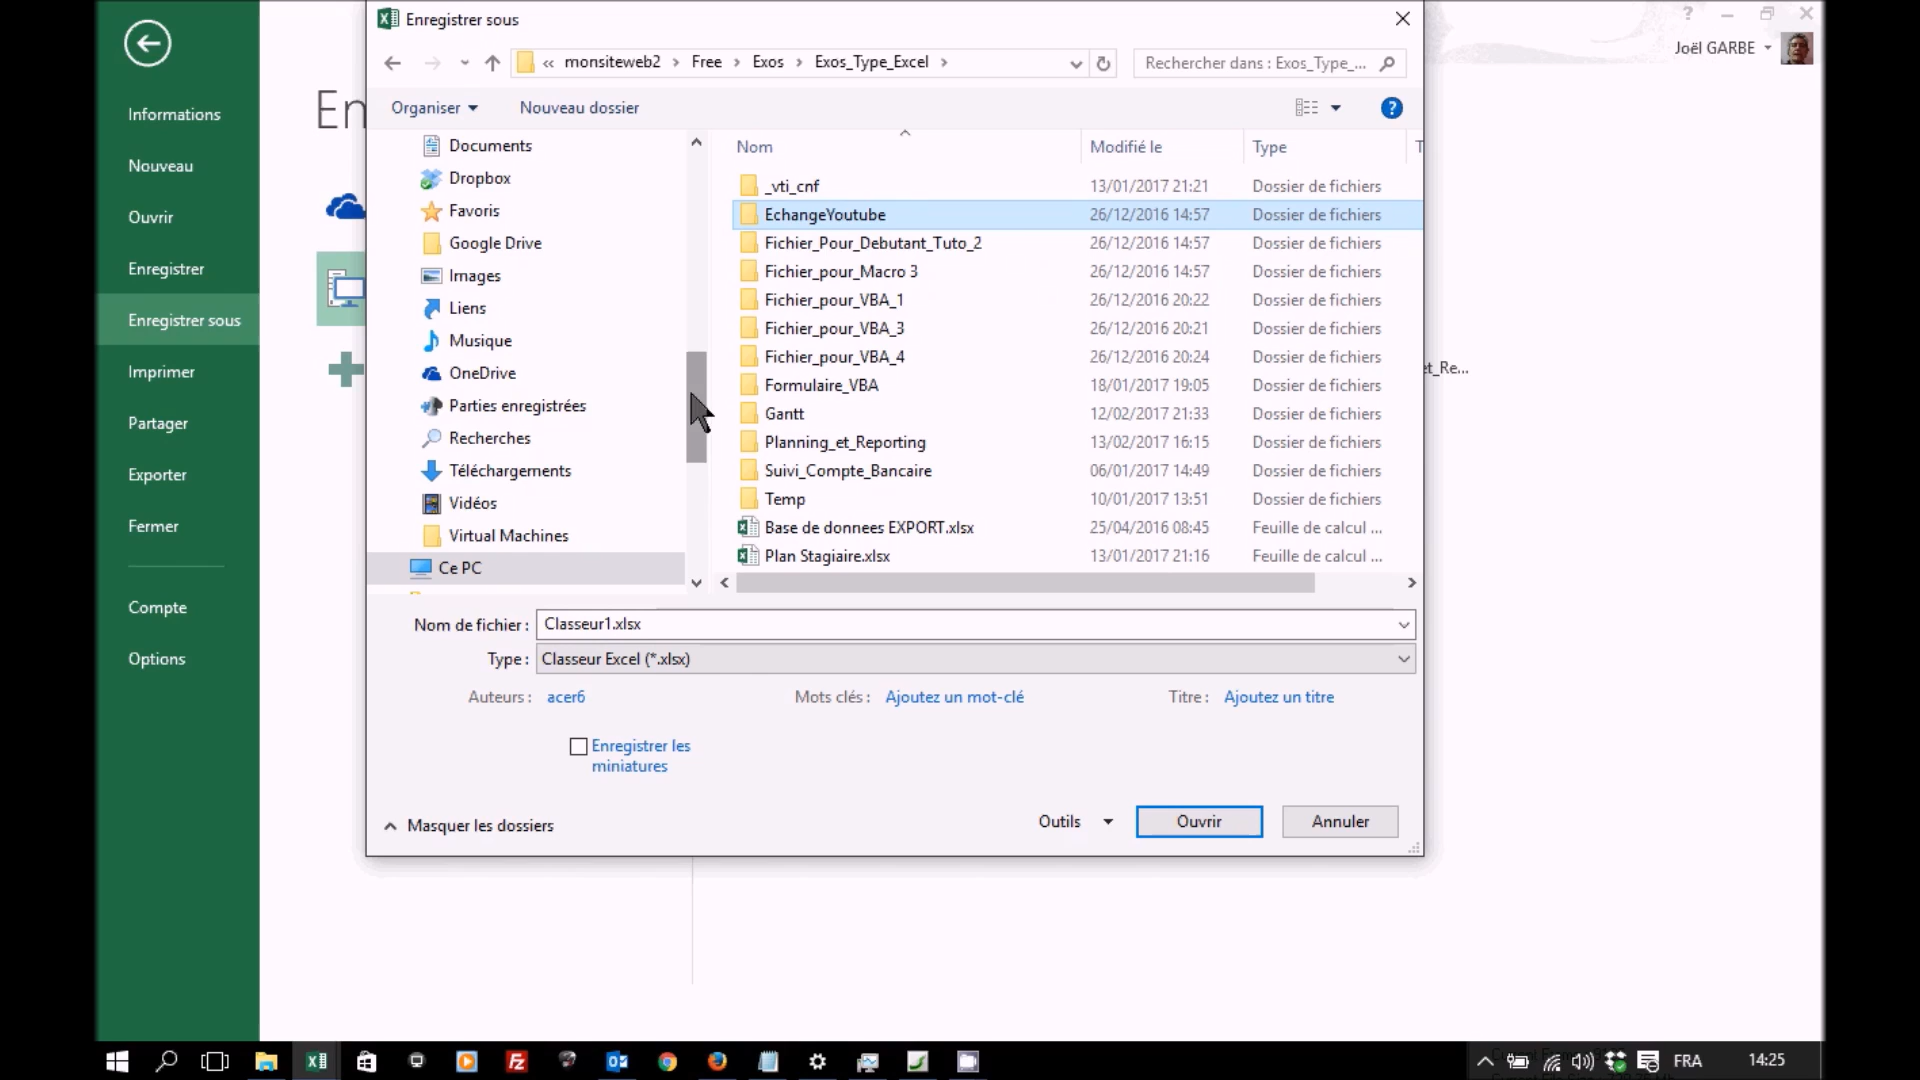 Enregistrer sous
?
Joël GARBE
« monsiteweb2 › Free › Exos › Exos_Type_Excel ›
Rechercher dans : Exos_Type_...
Organiser
Nouveau dossier
?
En
Informations
Nouveau
Ouvrir
Enregistrer
Enregistrer sous
Imprimer
Partager
Exporter
Fermer
Compte
Options
Documents
Dropbox
Favoris
Google Drive
Images
Liens
Musique
OneDrive
Parties enregistrées
Recherches
Téléchargements
Vidéos
Virtual Machines
Ce PC
Nom Modifié le Type T
_vti_cnf 13/01/2017 21:21 Dossier de fichiers
EchangeYoutube 26/12/2016 14:57 Dossier de fichiers
Fichier_Pour_Debutant_Tuto_2 26/12/2016 14:57 Dossier de fichiers
Fichier_pour_Macro 3 26/12/2016 14:57 Dossier de fichiers
Fichier_pour_VBA_1 26/12/2016 20:22 Dossier de fichiers
Fichier_pour_VBA_3 26/12/2016 20:21 Dossier de fichiers
Fichier_pour_VBA_4 26/12/2016 20:24 Dossier de fichiers
Formulaire_VBA 18/01/2017 19:05 Dossier de fichiers
Gantt 12/02/2017 21:33 Dossier de fichiers
Planning_et_Reporting 13/02/2017 16:15 Dossier de fichiers
Suivi_Compte_Bancaire 06/01/2017 14:49 Dossier de fichiers
Temp 10/01/2017 13:51 Dossier de fichiers
Base de donnees EXPORT.xlsx 25/04/2016 08:45 Feuille de calcul ...
Plan Stagiaire.xlsx 13/01/2017 21:16 Feuille de calcul ...
et_Re...
Nom de fichier : Classeur1.xlsx
Type : Classeur Excel (*.xlsx)
Auteurs : acer6 Mots clés : Ajoutez un mot-clé Titre : Ajoutez un titre
Enregistrer les
miniatures
Masquer les dossiers
Outils
Ouvrir
Annuler
FRA
14:25